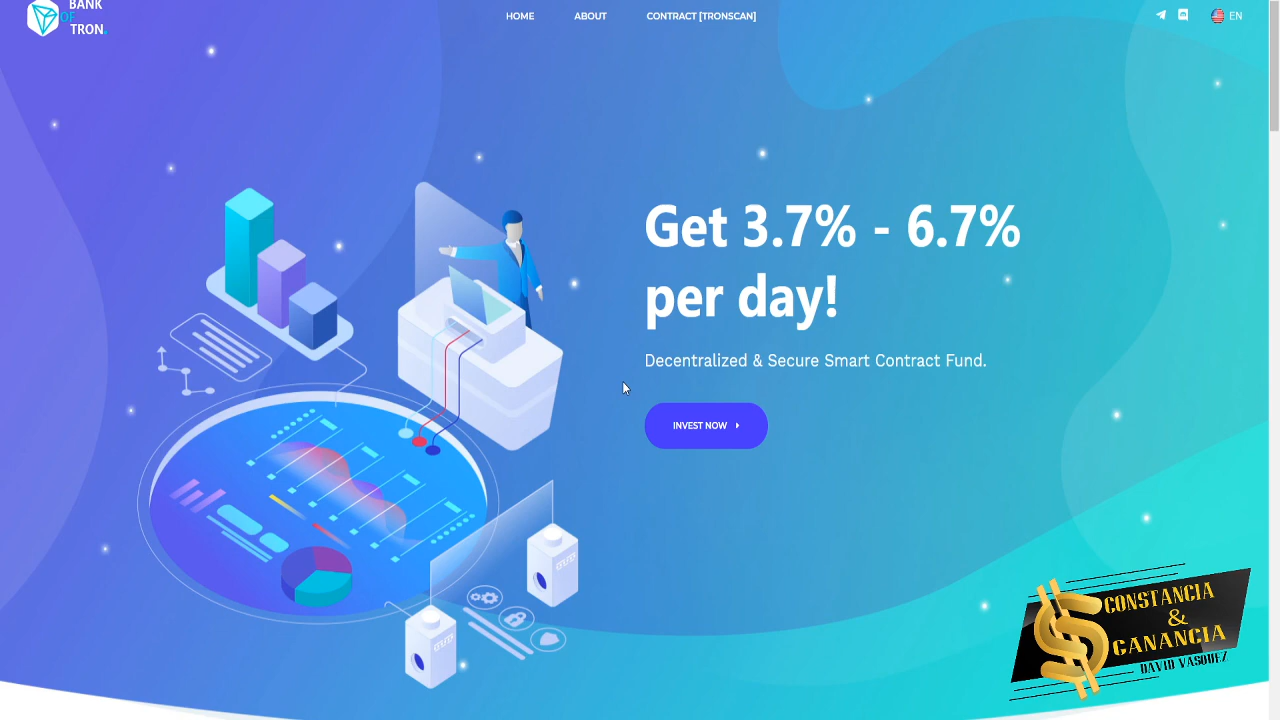 BANK
OF
TRON.
HOME
ABOUT
CONTRACT [TRONSCAN]
EN
Get 3.7% - 6.7%
per day!
Decentralized & Secure Smart Contract Fund.
INVEST NOW
CONSTANCIA
&
GANANCIA
DAVID VASQUEZ